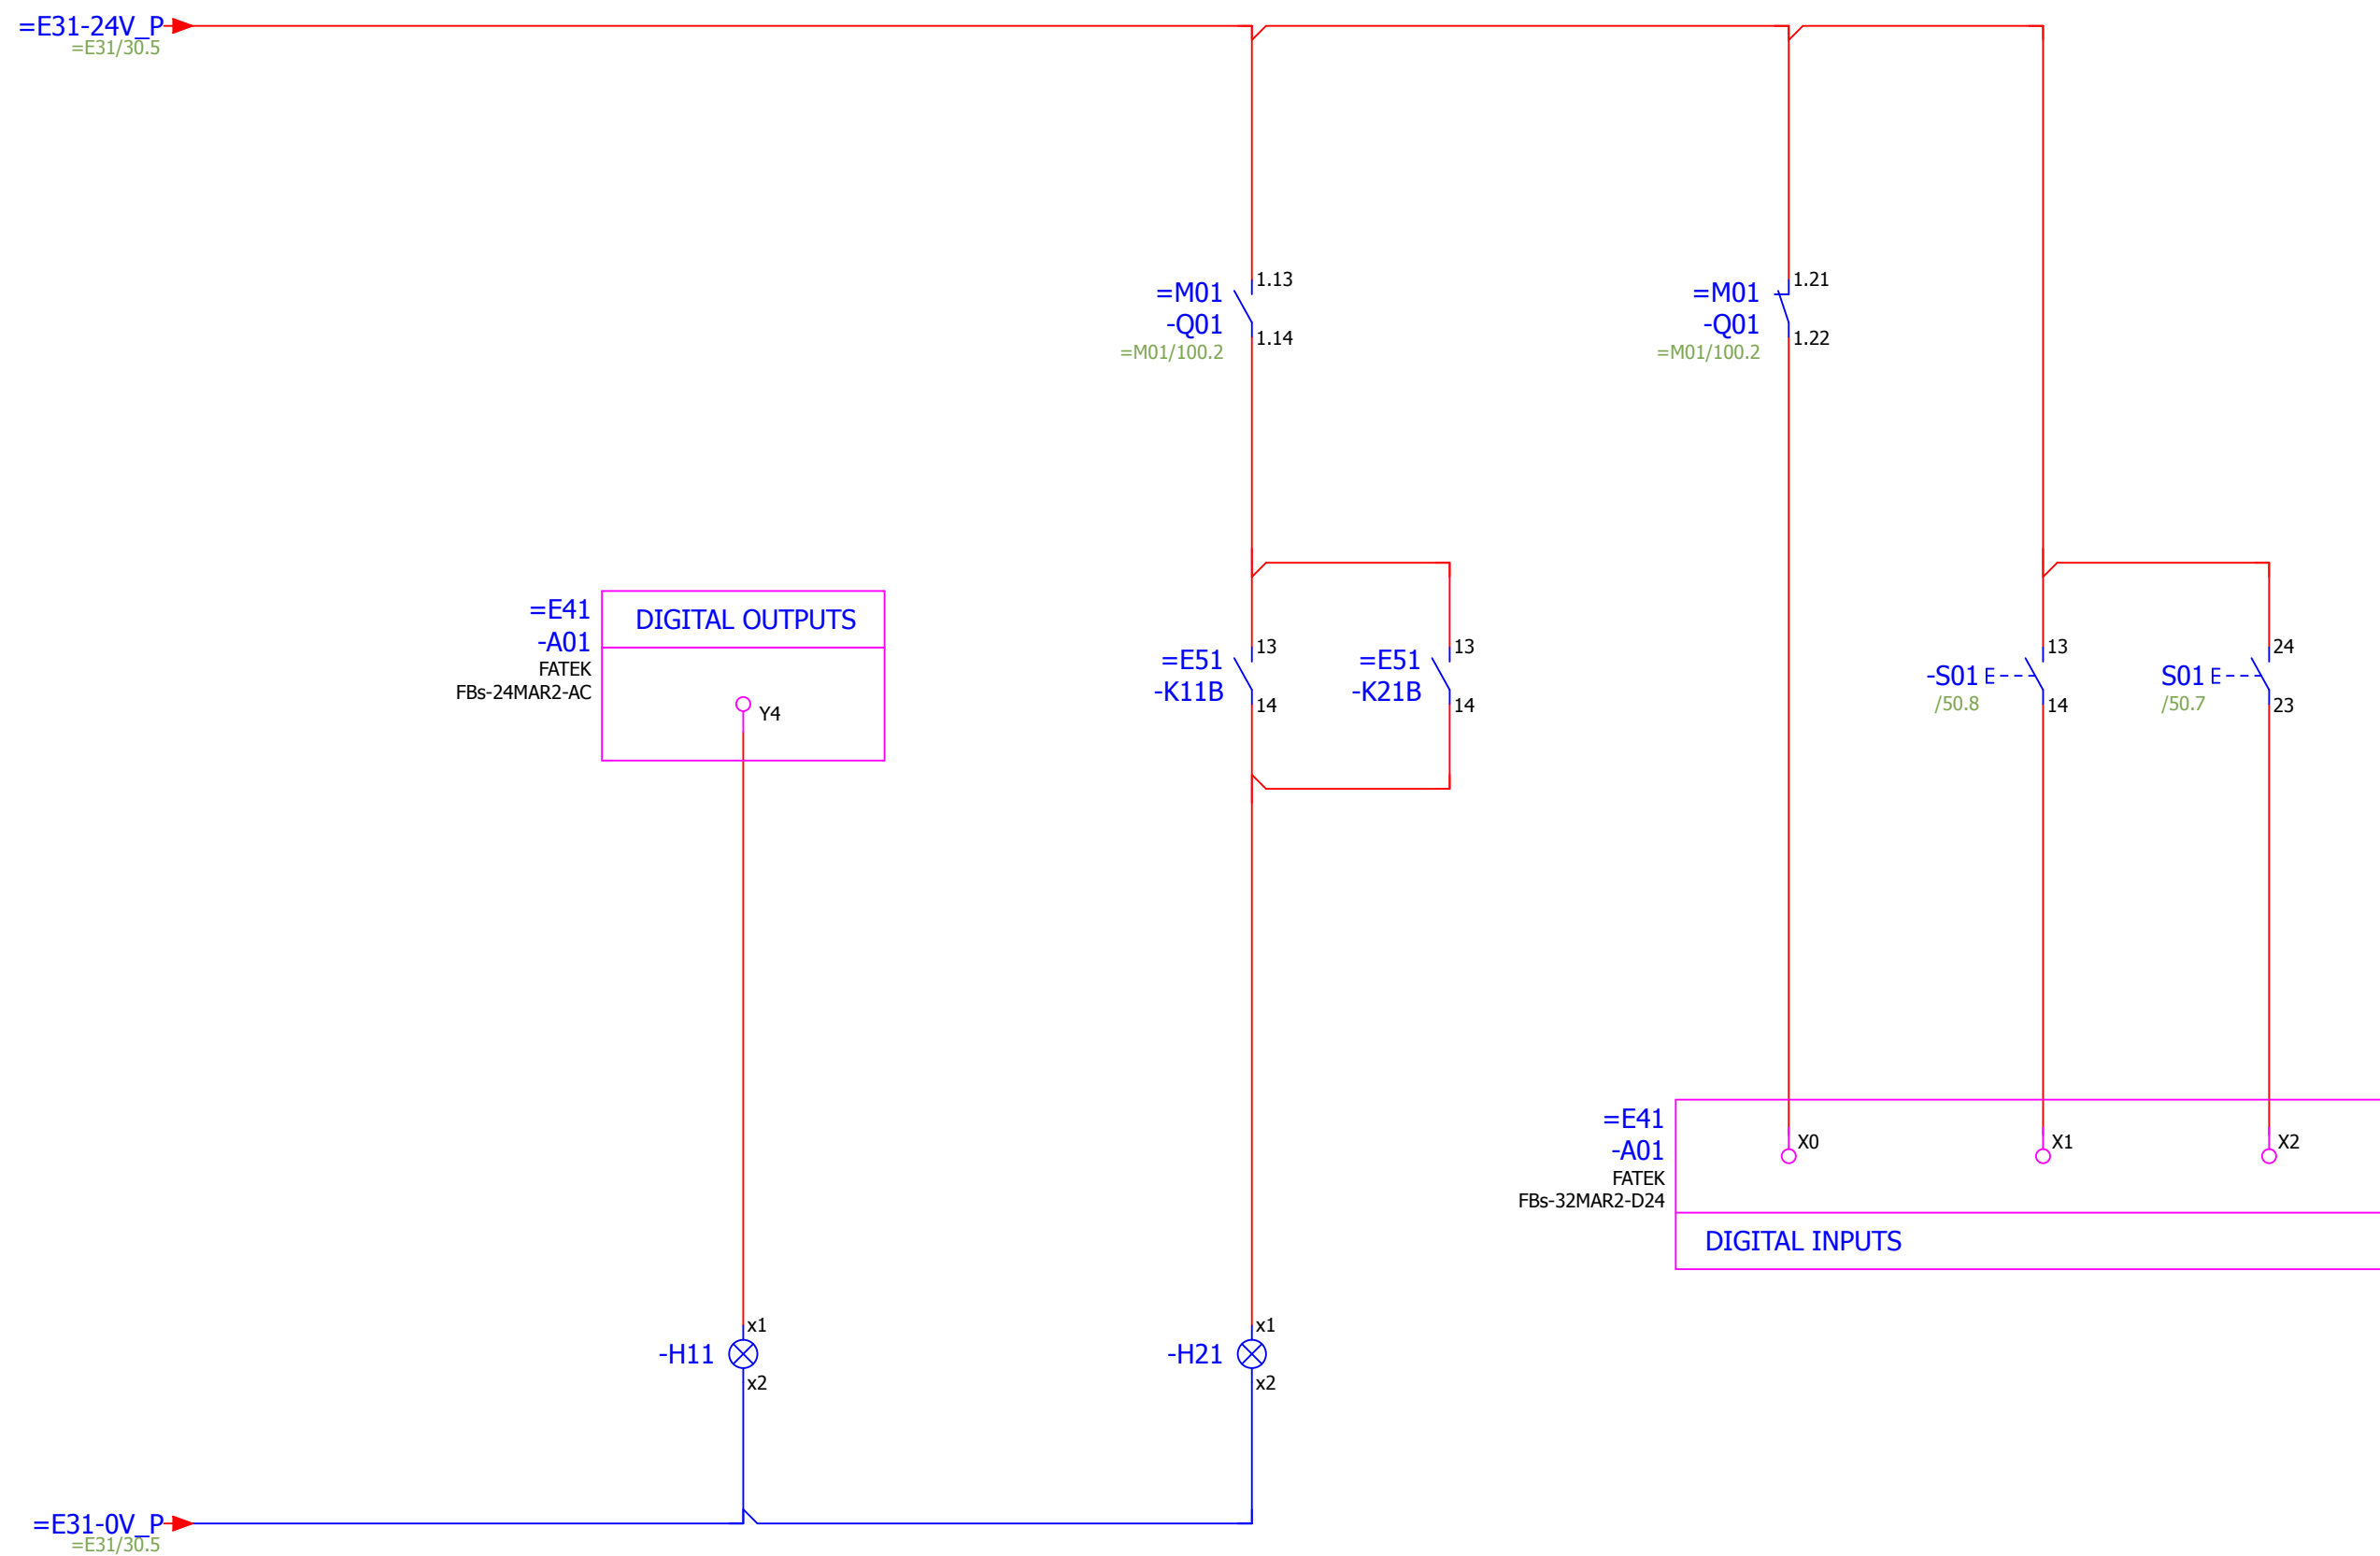 =E31-24V_P
=E31/30.5
=M01
-Q01
=M01/100.2
1.13
1.14
=M01
-Q01
=M01/100.2
1.21
1.22
=E41
-A01
FATEK
FBs-24MAR2-AC
DIGITAL OUTPUTS
Y4
=E51
-K11B
13
14
=E51
-K21B
13
14
-S01
/50.8
13
14
S01
/50.7
24
23
=E41
-A01
FATEK
FBs-32MAR2-D24
X0
X1
X2
DIGITAL INPUTS
x1
-H11
x2
x1
-H21
x2
=E31-0V_P
=E31/30.5